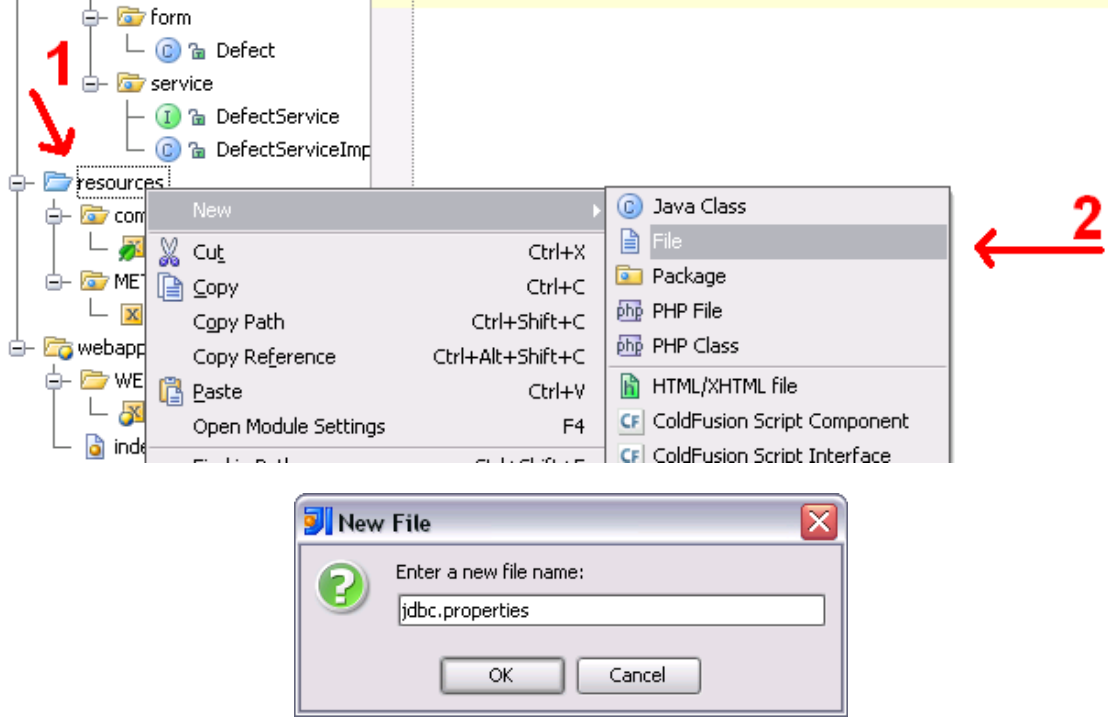 form
1
Defect
service
DefectService
DefectServiceImp
resources
com
MET
webapp
WE
inde
New
Cut Ctrl+X
Copy Ctrl+C
Copy Path Ctrl+Shift+C
Copy Reference Ctrl+Alt+Shift+C
Paste Ctrl+V
Open Module Settings F4
Java Class
File
2
Package
PHP File
PHP Class
HTML/XHTML file
ColdFusion Script Component
ColdFusion Script Interface
New File
Enter a new file name:
jdbc.properties
OK Cancel